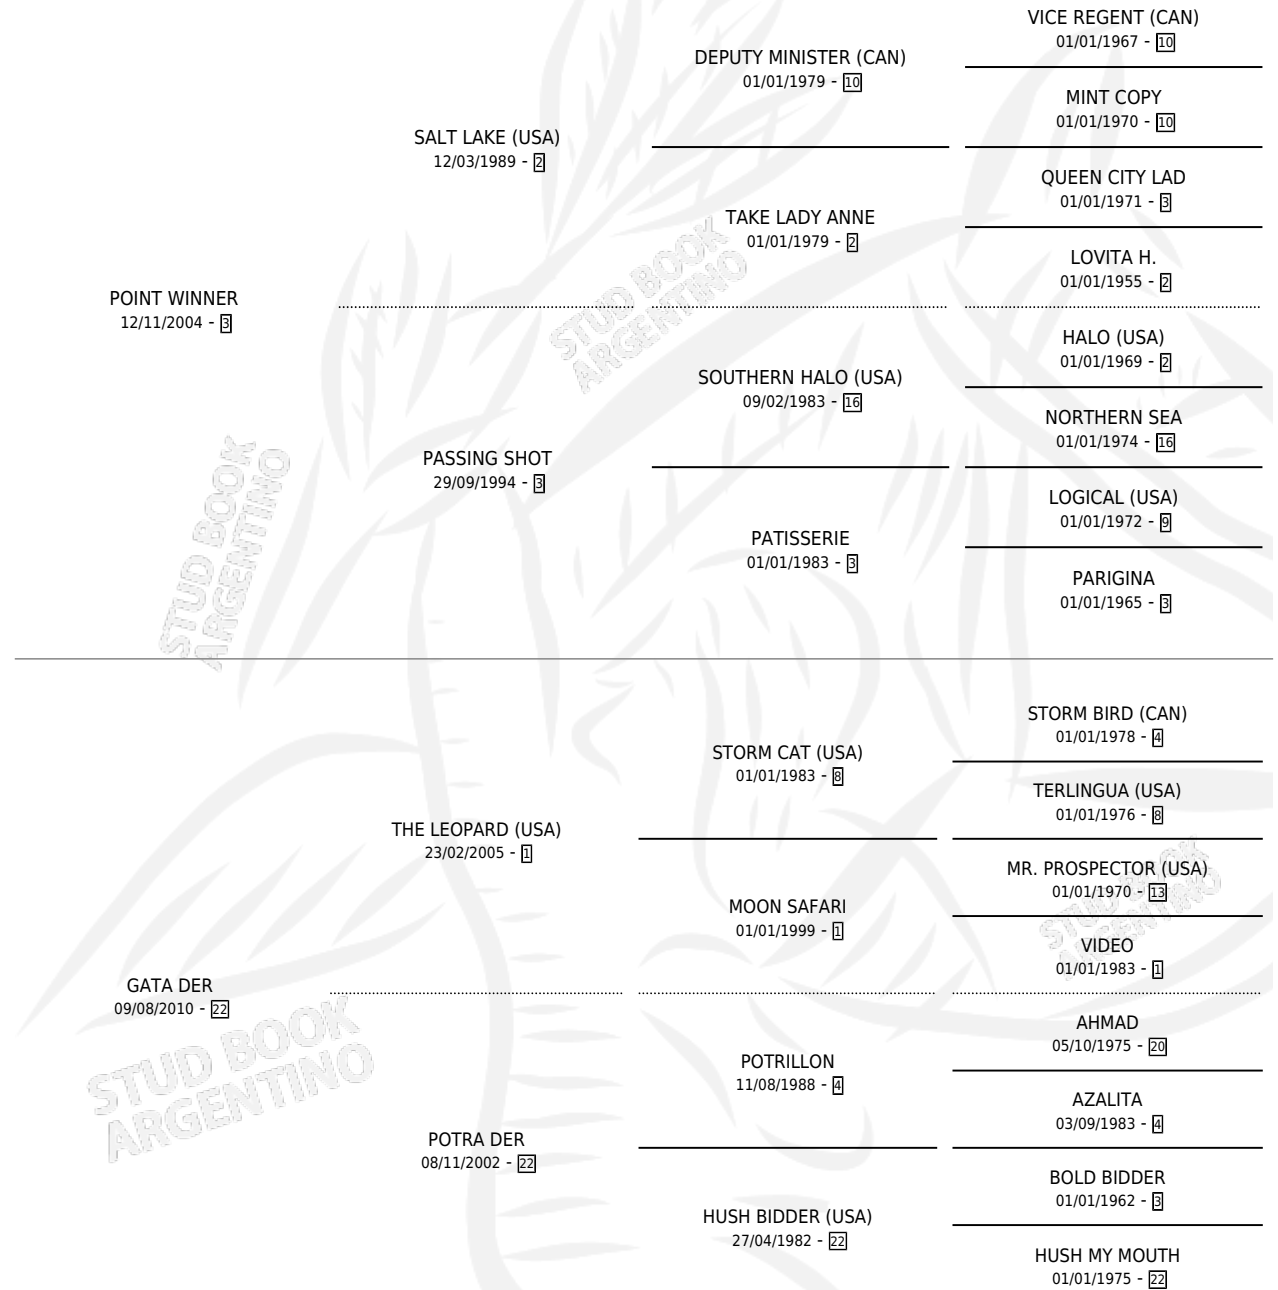 VICE REGENT (CAN)
01/01/1967 - 10
DEPUTY MINISTER (CAN)
01/01/1979 - 10
MINT COPY
01/01/1970 - 10
SALT LAKE (USA)
12/03/1989 - 2
QUEEN CITY LAD
01/01/1971 - 3
TAKE LADY ANNE
01/01/1979 - 2
LOVITA H.
01/01/1955 - 2
POINT WINNER
12/11/2004 - 3
HALO (USA)
01/01/1969 - 2
SOUTHERN HALO (USA)
09/02/1983 - 16
NORTHERN SEA
01/01/1974 - 16
PASSING SHOT
29/09/1994 - 3
LOGICAL (USA)
01/01/1972 - 9
PATISSERIE
01/01/1983 - 3
PARIGINA
01/01/1965 - 3
STORM BIRD (CAN)
01/01/1978 - 4
STORM CAT (USA)
01/01/1983 - 8
TERLINGUA (USA)
01/01/1976 - 8
THE LEOPARD (USA)
23/02/2005 - 1
MR. PROSPECTOR (USA)
01/01/1970 - 13
MOON SAFARI
01/01/1999 - 1
VIDEO
01/01/1983 - 1
GATA DER
09/08/2010 - 22
AHMAD
05/10/1975 - 20
POTRILLON
11/08/1988 - 4
AZALITA
03/09/1983 - 4
POTRA DER
08/11/2002 - 22
BOLD BIDDER
01/01/1962 - 3
HUSH BIDDER (USA)
27/04/1982 - 22
HUSH MY MOUTH
01/01/1975 - 22
STUD BOOK
ARGENTINO
STUD BOOK
ARGENTINO
STUD BOOK
ARGENTINO
STUD BOOK
ARGENTINO